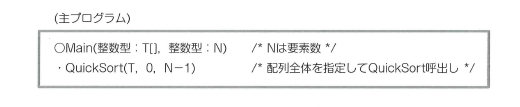 (主プログラム)
○Main(整数型：T[], 整数型：N) /* Nは要素数 */
・QuickSort(T, 0, N－1) /* 配列全体を指定してQuickSort呼出し */